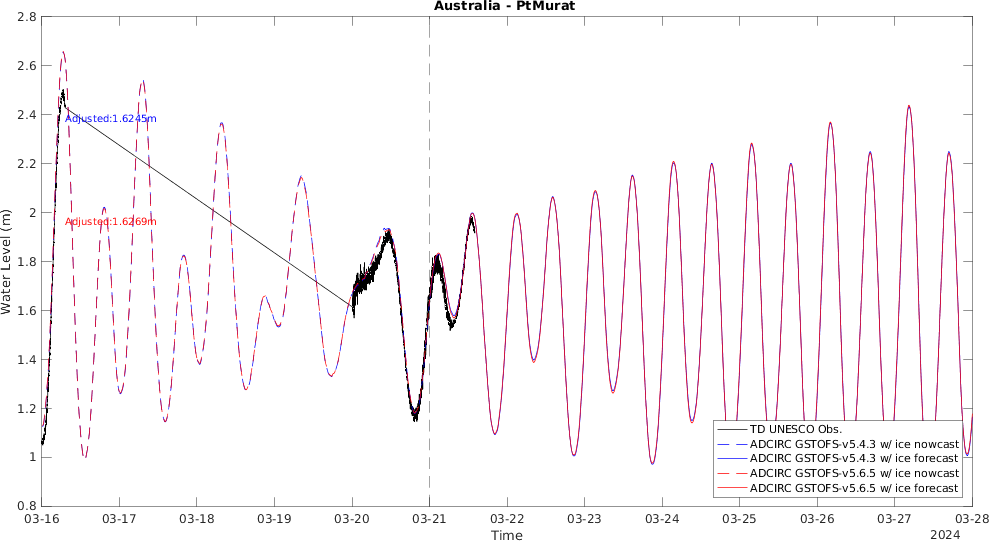 Australia - PtMurat
2.8
2.6
2.4
2.2
2
1.8
1.6
1.4
1.2
1
0.8
Water Level (m)
Adjusted:1.6245m
Adjusted:1.6269m
TD UNESCO Obs.
ADCIRC GSTOFS-v5.4.3 w/ ice nowcast
ADCIRC GSTOFS-v5.4.3 w/ ice forecast
ADCIRC GSTOFS-v5.6.5 w/ ice nowcast
ADCIRC GSTOFS-v5.6.5 w/ ice forecast
03-16 03-17 03-18 03-19 03-20 03-21 03-22 03-23 03-24 03-25 03-26 03-27 03-28
Time
2024